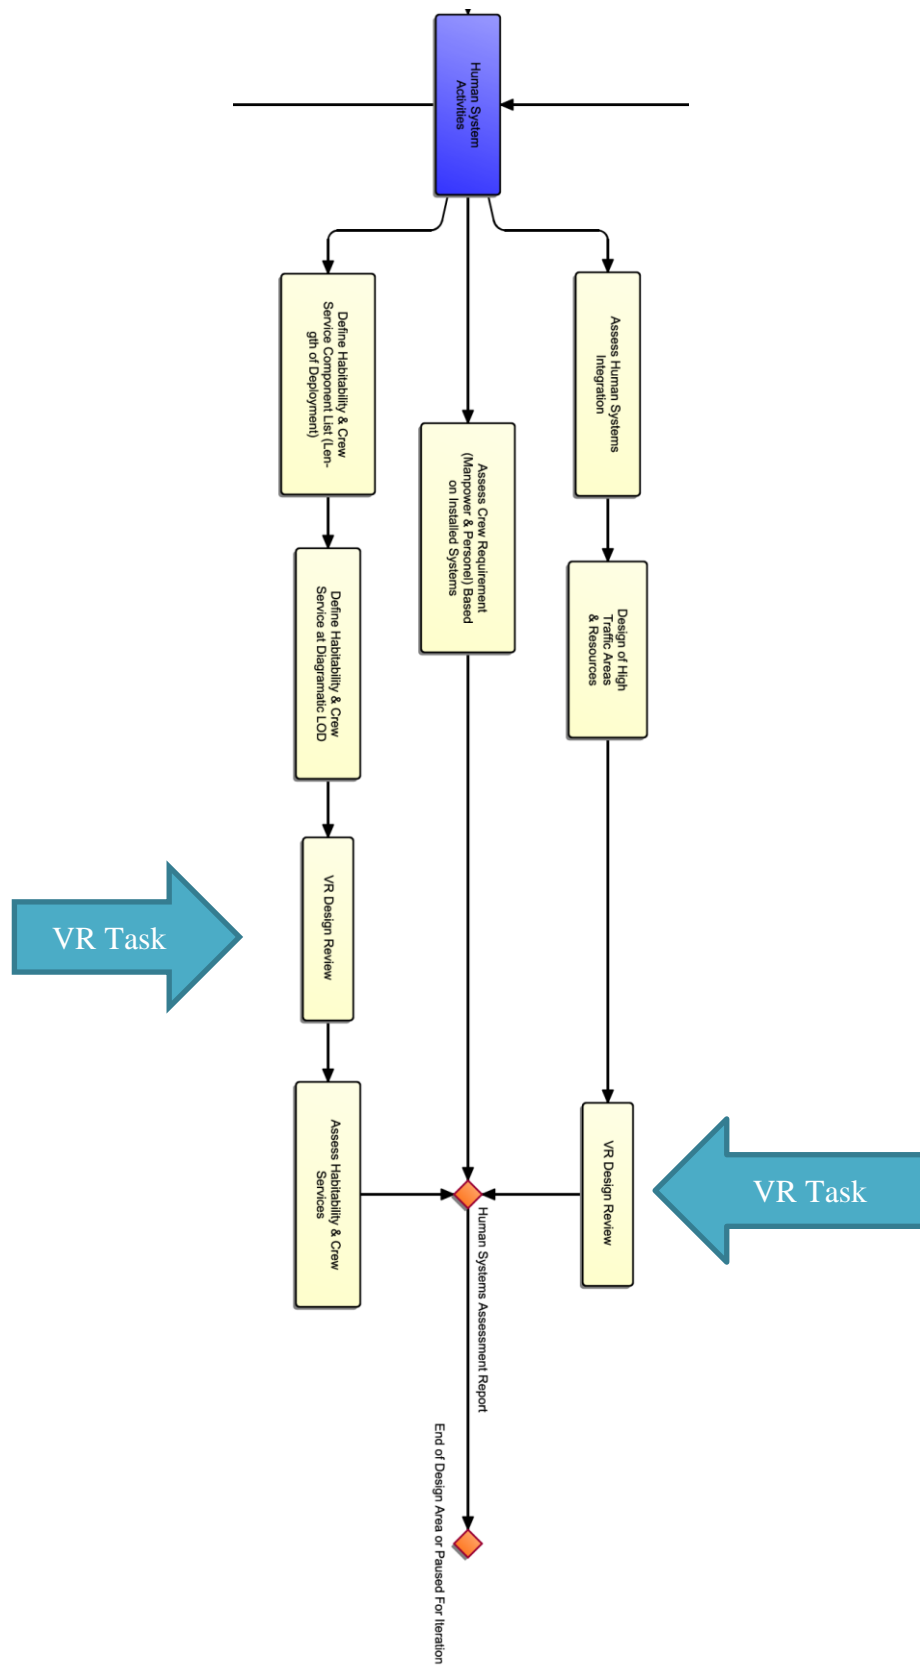 Human System
Activities
Define Habitability & Crew
Service Component List (Len-
gth of Deployment)
Assess Crew Requirement
(Manpower & Personel) Based
on Installed Systems
Assess Human Systems
Integration
Define Habitability & Crew
Service at Diagramatic LOD
Design of High
Traffic Areas
& Resources
VR Design Review
VR Task
Assess Habitability & Crew
Services
VR Design Review
VR Task
Human Systems Assessment Report
End of Design Area or Paused For Iteration